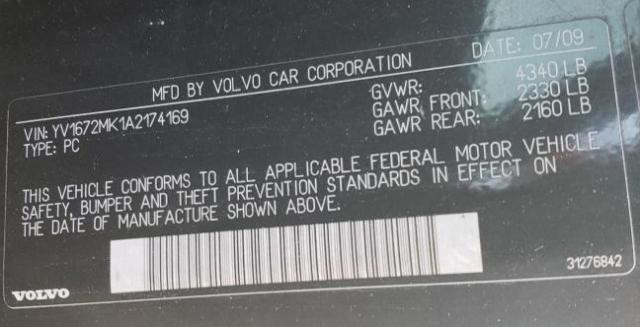 MFD BY VOLVO CAR CORPORATION DATE: 07/09
VIN: YV1672MK1A2174169
TYPE: PC
GVWR: 4340 LB
GAWR FRONT: 2330 LB
GAWR REAR: 2160 LB
THIS VEHICLE CONFORMS TO ALL APPLICABLE FEDERAL MOTOR VEHICLE
SAFETY, BUMPER AND THEFT PREVENTION STANDARDS IN EFFECT ON
THE DATE OF MANUFACTURE SHOWN ABOVE.
VOLVO
31276842